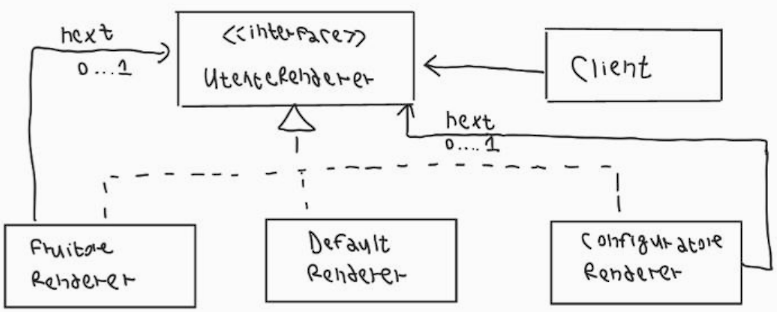 next
0...1
<<interface>>
UtenteRenderer
Client
next
0....1
Fruitore
Renderer
Default
Renderer
Configuratore
Renderer